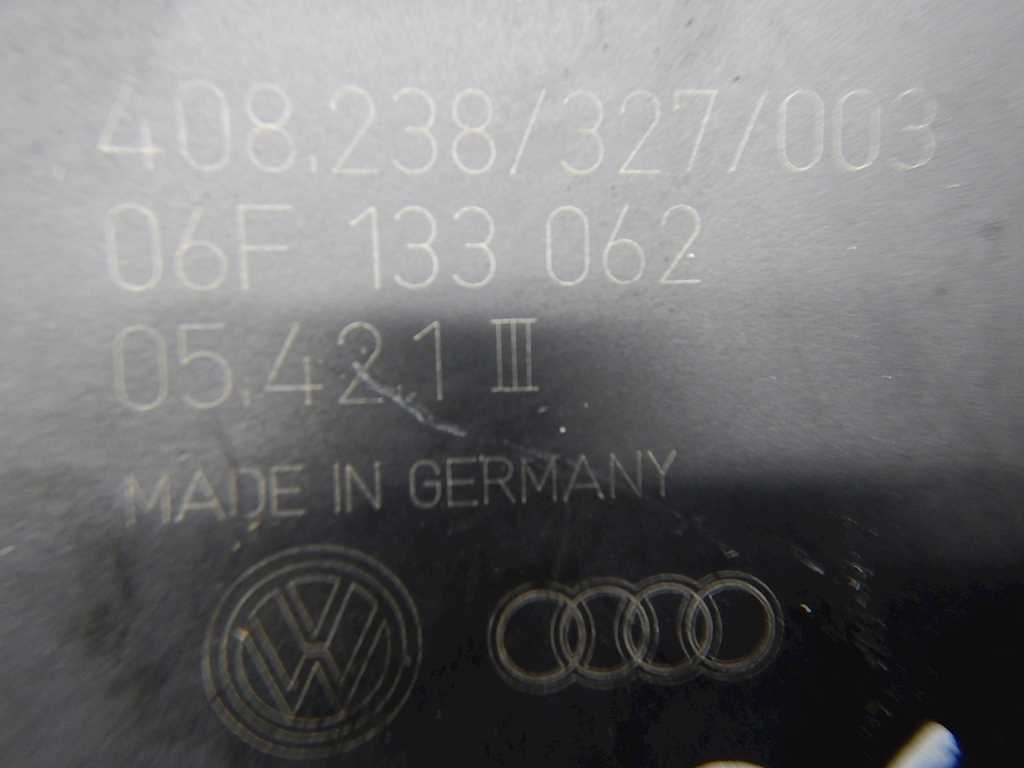 408.238/327/003
06F 133 062
05.42.1 III
MADE IN GERMANY